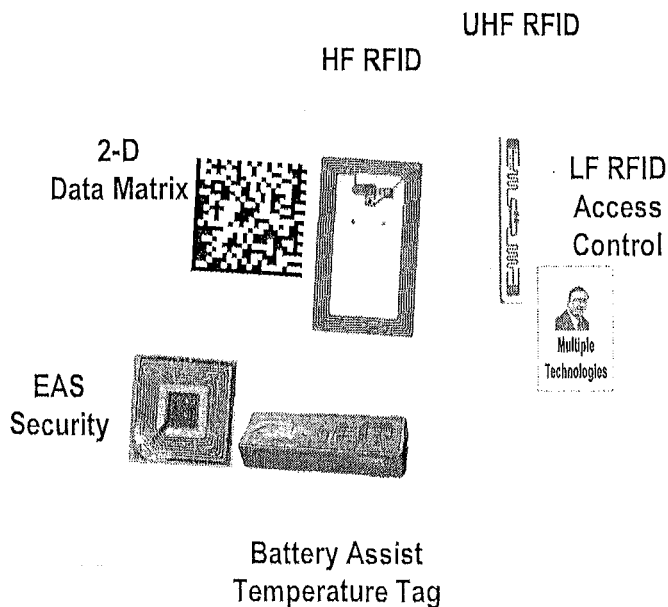 UHF RFID
HF RFID
2-D
Data Matrix
LF RFID
Access
Control
Multiple
Technologies
EAS
Security
Battery Assist
Temperature Tag